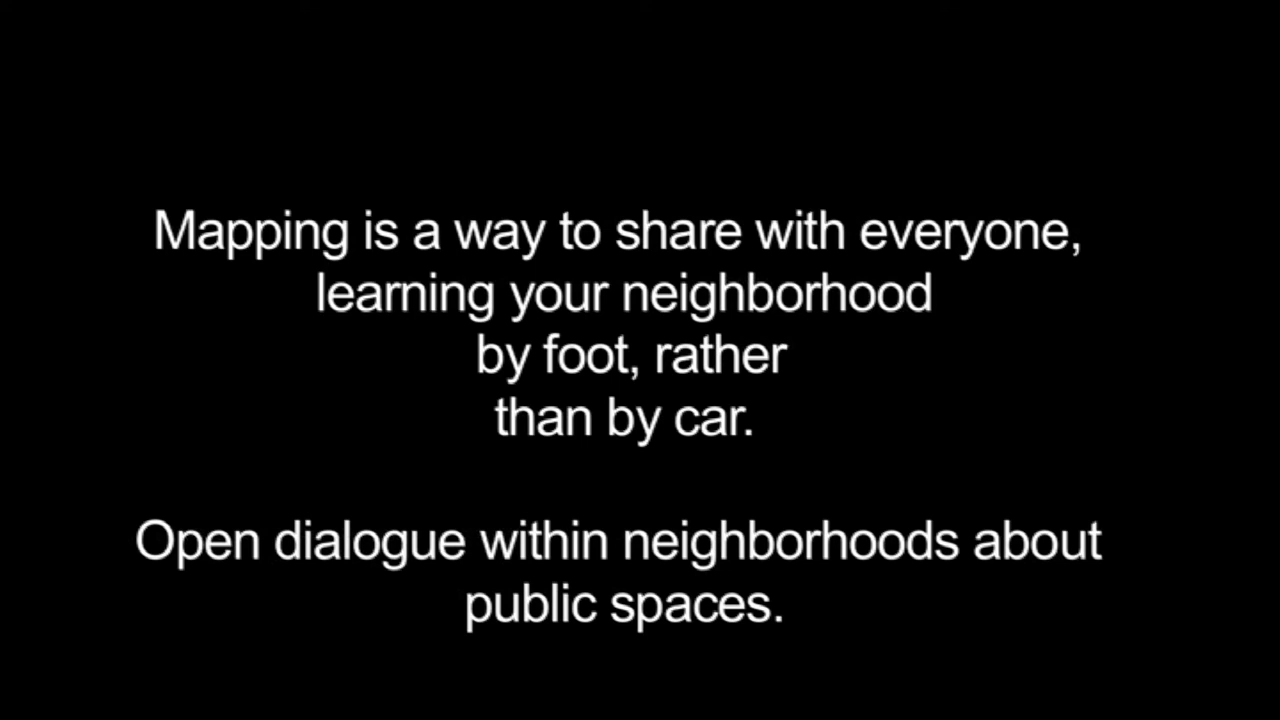 Mapping is a way to share with everyone,
learning your neighborhood
by foot, rather
than by car.
Open dialogue within neighborhoods about
public spaces.